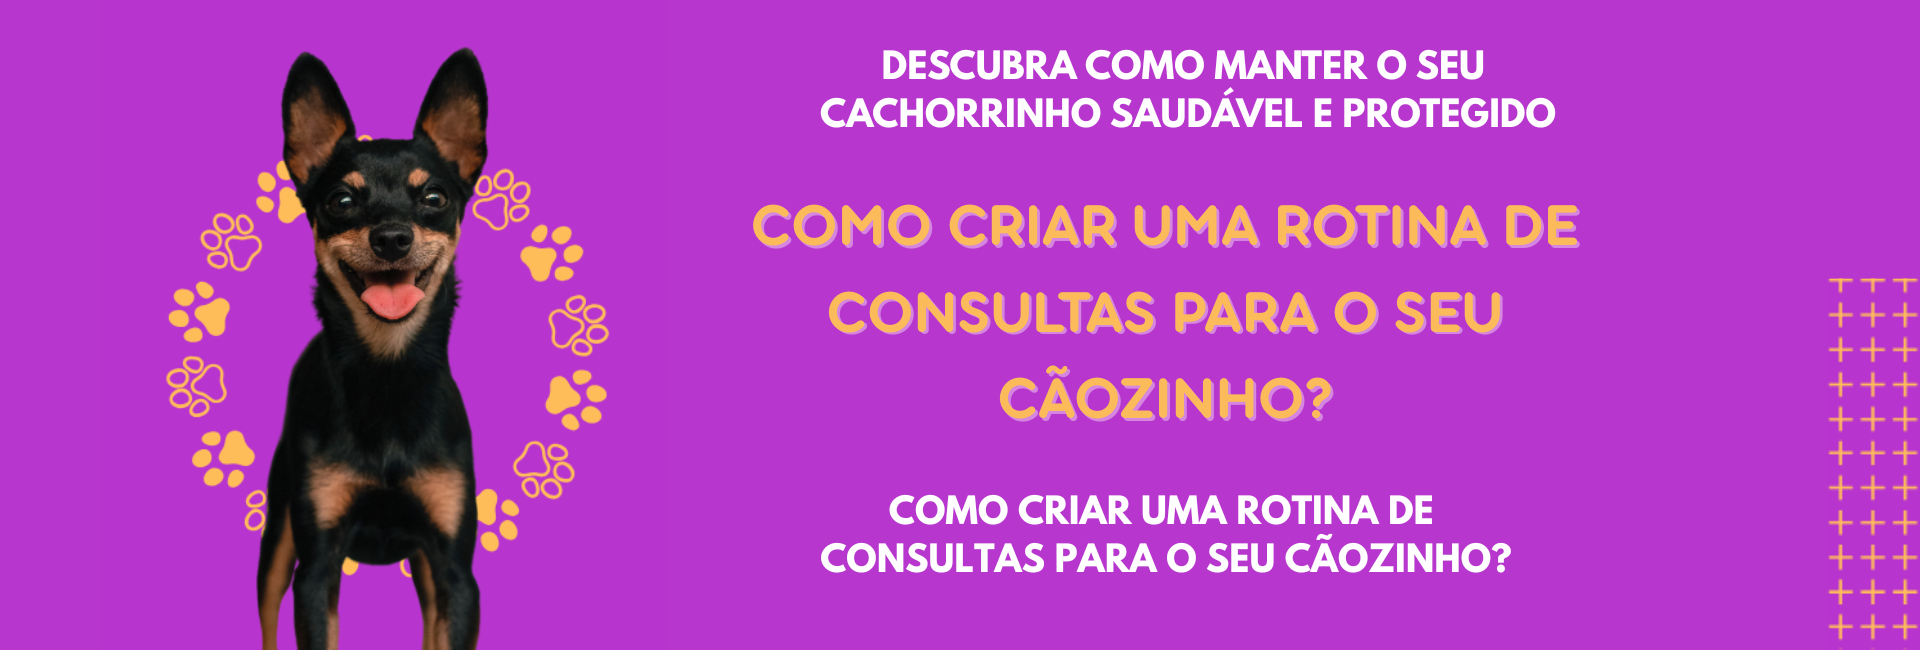 DESCUBRA COMO MANTER O SEU
CACHORRINHO SAUDÁVEL E PROTEGIDO
COMO CRIAR UMA ROTINA DE
CONSULTAS PARA O SEU
CÃOZINHO?
COMO CRIAR UMA ROTINA DE
CONSULTAS PARA O SEU CÃOZINHO?